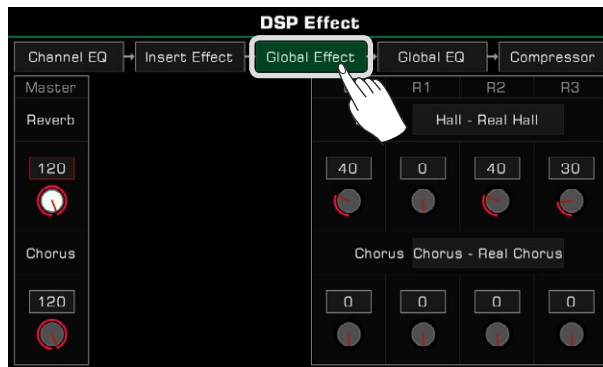 DSP Effect
Channel EQ → Insert Effect → Global Effect → Global EQ → Compressor
Master R1 R2 R3
Reverb Hall - Real Hall
120 40 0 40 30
Chorus Chorus Chorus - Real Chorus
120 0 0 0 0